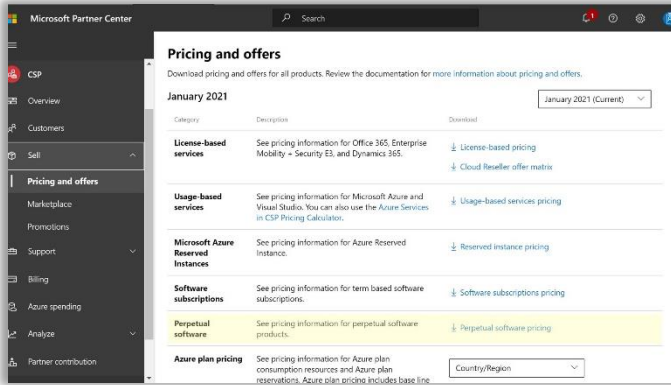 Microsoft Partner Center
Search
1
CSP
Overview
Customers
Sell
Pricing and offers
Marketplace
Promotions
Support
Billing
Azure spending
Analyze
Partner contribution
Pricing and offers
Download pricing and offers for all products. Review the documentation for more information about pricing and offers.
January 2021
January 2021 (Current)
Category Description Download
License-based
services
See pricing information for Office 365, Enterprise
Mobility + Security E3, and Dynamics 365.
License-based pricing
Cloud Reseller offer matrix
Usage-based
services
See pricing information for Microsoft Azure and
Visual Studio. You can also use the Azure Services
in CSP Pricing Calculator.
Usage-based services pricing
Microsoft Azure
Reserved
Instances
See pricing information for Azure Reserved
Instance.
Reserved instance pricing
Software
subscriptions
See pricing information for term based software
subscriptions.
Software subscriptions pricing
Perpetual
software
See pricing information for perpetual software
products.
Perpetual software pricing
Azure plan pricing
See pricing information for Azure plan
consumption resources and Azure plan
reservations. Azure plan pricing includes base line
Country/Region